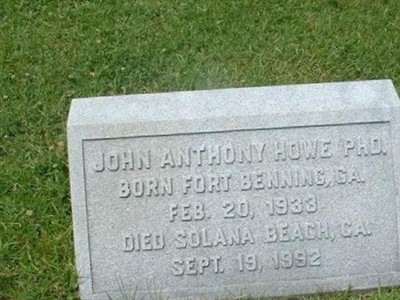 JOHN ANTHONY HOWE PhD.
BORN FORT BENNING, GA.
FEB. 20, 1933
DIED SOLANA BEACH, CA.
SEPT. 19, 1992